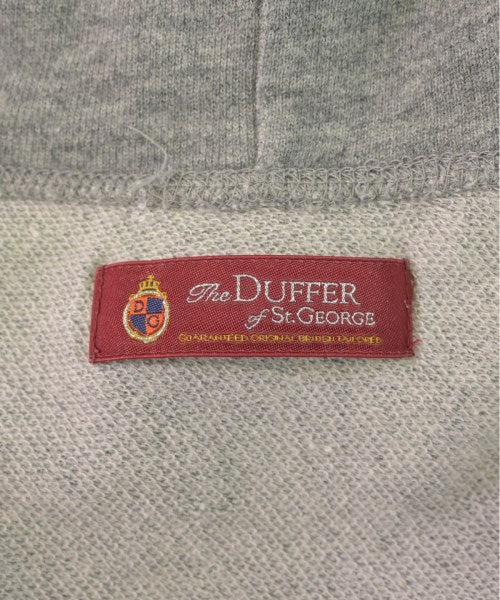 The DUFFER
of ST. GEORGE
GUARANTEED ORIGINAL BRITISH TAILORED
D
G